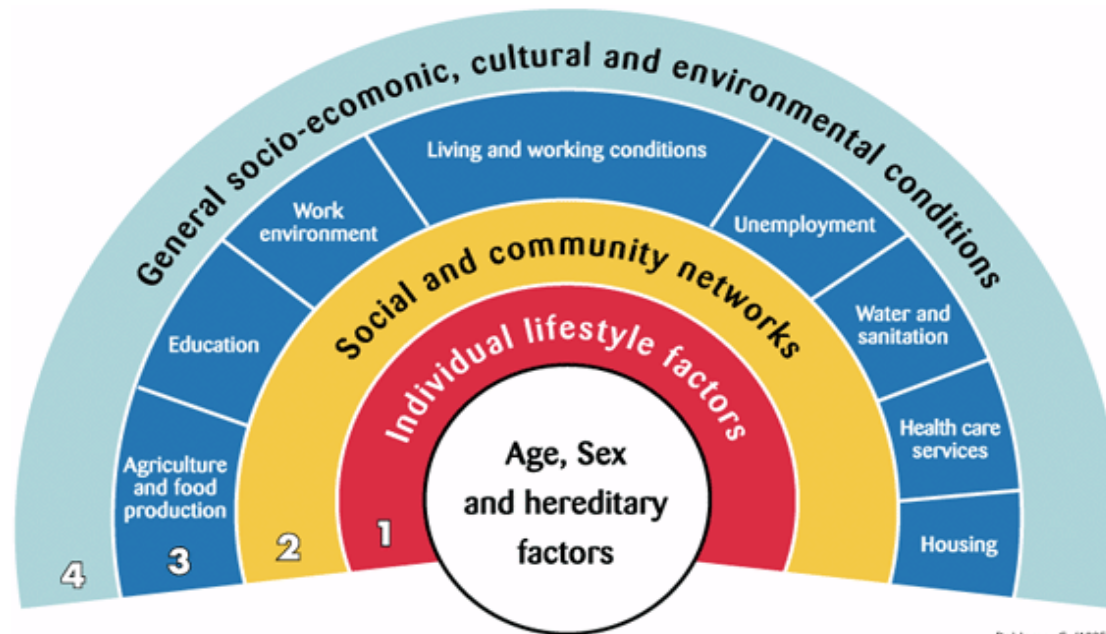 General socio-ecomonic, cultural and environmental conditions
Living and working conditions
Work
environment
Unemployment
Education
Water and
sanitation
Agriculture
and food
production
Health care
services
Housing
Social and community networks
Individual lifestyle factors
Age, Sex
and hereditary
factors
4
3
2
1